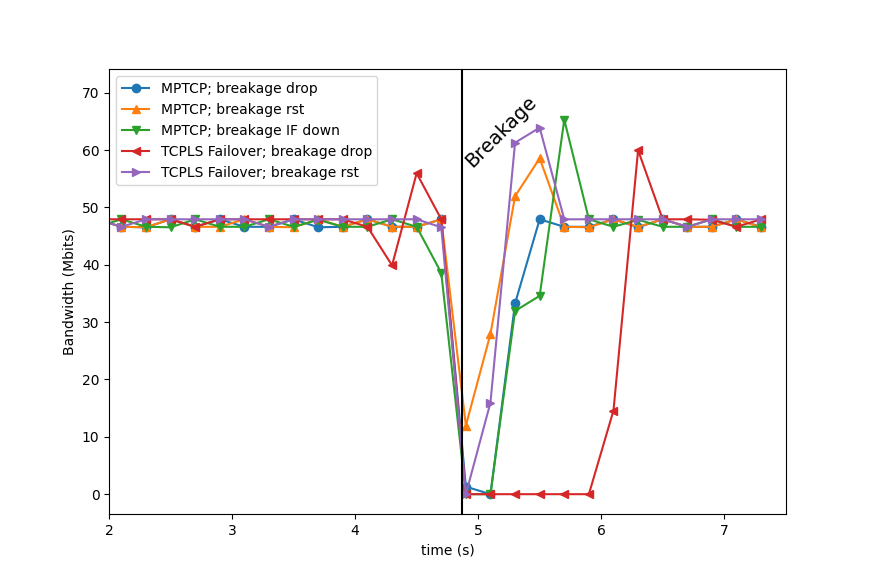 MPTCP; breakage drop
MPTCP; breakage rst
MPTCP; breakage IF down
TCPLS Failover; breakage drop
TCPLS Failover; breakage rst
Breakage
Bandwidth (Mbits)
70
60
50
40
30
20
10
0
2 3 4 5 6 7
time (s)